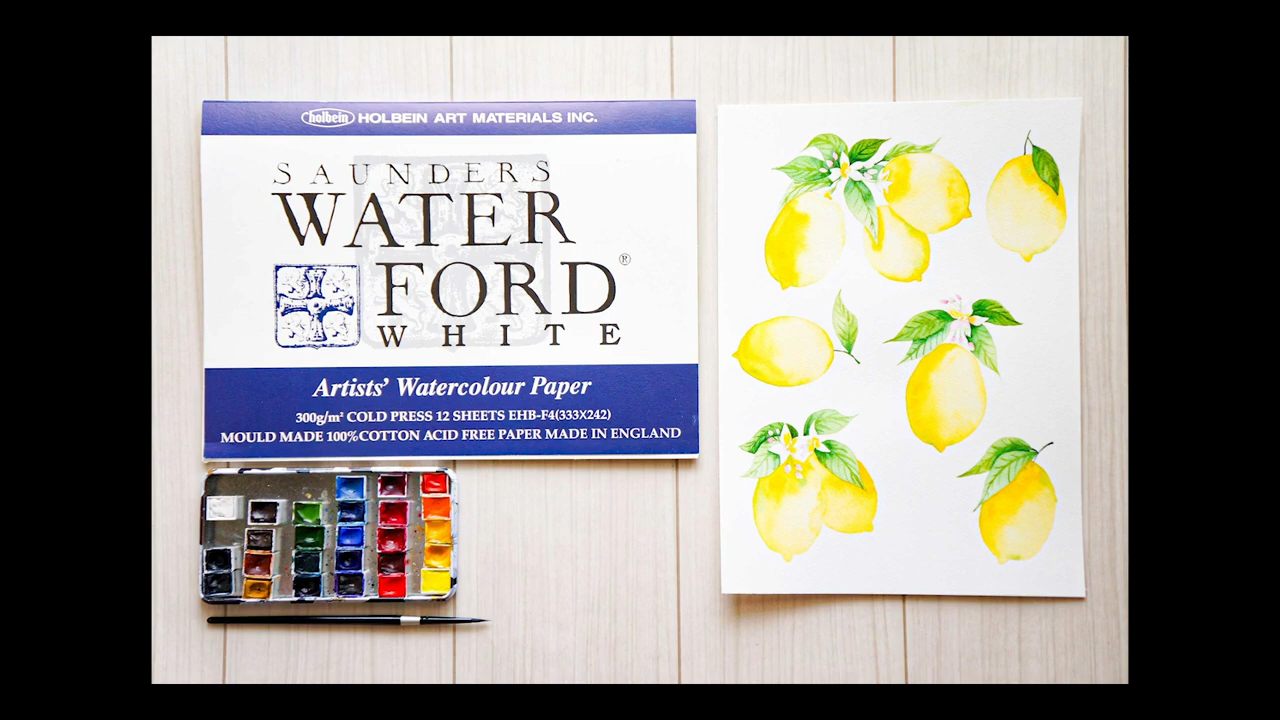 holbein HOLBEIN ART MATERIALS INC.
SAUNDERS
WATER
FORD®
WHITE
Artists' Watercolour Paper
300g/m² COLD PRESS 12 SHEETS EHB-F4(333X242)
MOULD MADE 100%COTTON ACID FREE PAPER MADE IN ENGLAND